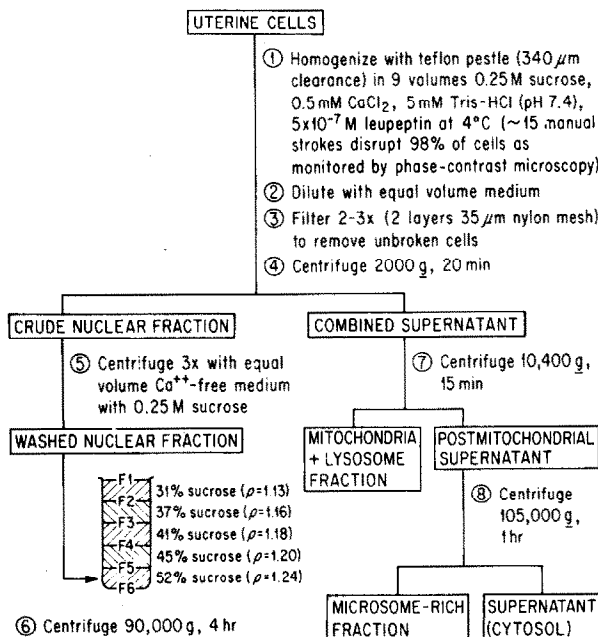 UTERINE CELLS
① Homogenize with teflon pestle (340 μm
clearance) in 9 volumes 0.25 M sucrose,
0.5 mM CaCl₂, 5 mM Tris-HCl (pH 7.4),
5x10⁻⁷ M leupeptin at 4°C (~15 manual
strokes disrupt 98% of cells as
monitored by phase-contrast microscopy)
② Dilute with equal volume medium
③ Filter 2-3x (2 layers 35 μm nylon mesh)
to remove unbroken cells
④ Centrifuge 2000 g, 20 min
CRUDE NUCLEAR FRACTION
⑤ Centrifuge 3x with equal
volume Ca⁺⁺-free medium
with 0.25 M sucrose
WASHED NUCLEAR FRACTION
F1
31% sucrose (ρ=1.13)
F2
37% sucrose (ρ=1.16)
F3
41% sucrose (ρ=1.18)
F4
45% sucrose (ρ=1.20)
F5
52% sucrose (ρ=1.24)
F6
⑥ Centrifuge 90,000 g, 4 hr
COMBINED SUPERNATANT
⑦ Centrifuge 10,400 g,
15 min
MITOCHONDRIA
+ LYSOSOME
FRACTION
POSTMITOCHONDRIAL
SUPERNATANT
⑧ Centrifuge
105,000 g,
1 hr
MICROSOME-RICH
FRACTION
SUPERNATANT
(CYTOSOL)